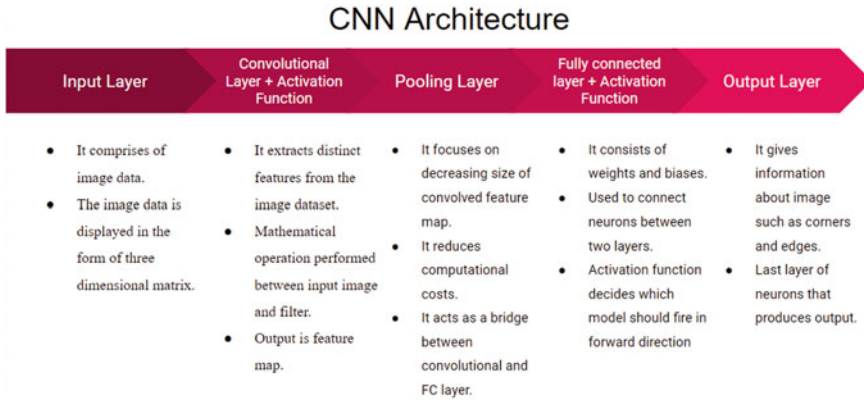 CNN Architecture
Input Layer
Convolutional
Layer + Activation
Function
Pooling Layer
Fully connected
layer + Activation
Function
Output Layer
● It comprises of
image data.
● The image data is
displayed in the
form of three
dimensional matrix.
● It extracts distinct
features from the
image dataset.
● Mathematical
operation performed
between input image
and filter.
● Output is feature
map.
● It focuses on
decreasing size of
convolved feature
map.
● It reduces
computational
costs.
● It acts as a bridge
between
convolutional and
FC layer.
● It consists of
weights and biases.
● Used to connect
neurons between
two layers.
● Activation function
decides which
model should fire in
forward direction
● It gives
information
about image
such as corners
and edges.
● Last layer of
neurons that
produces output.